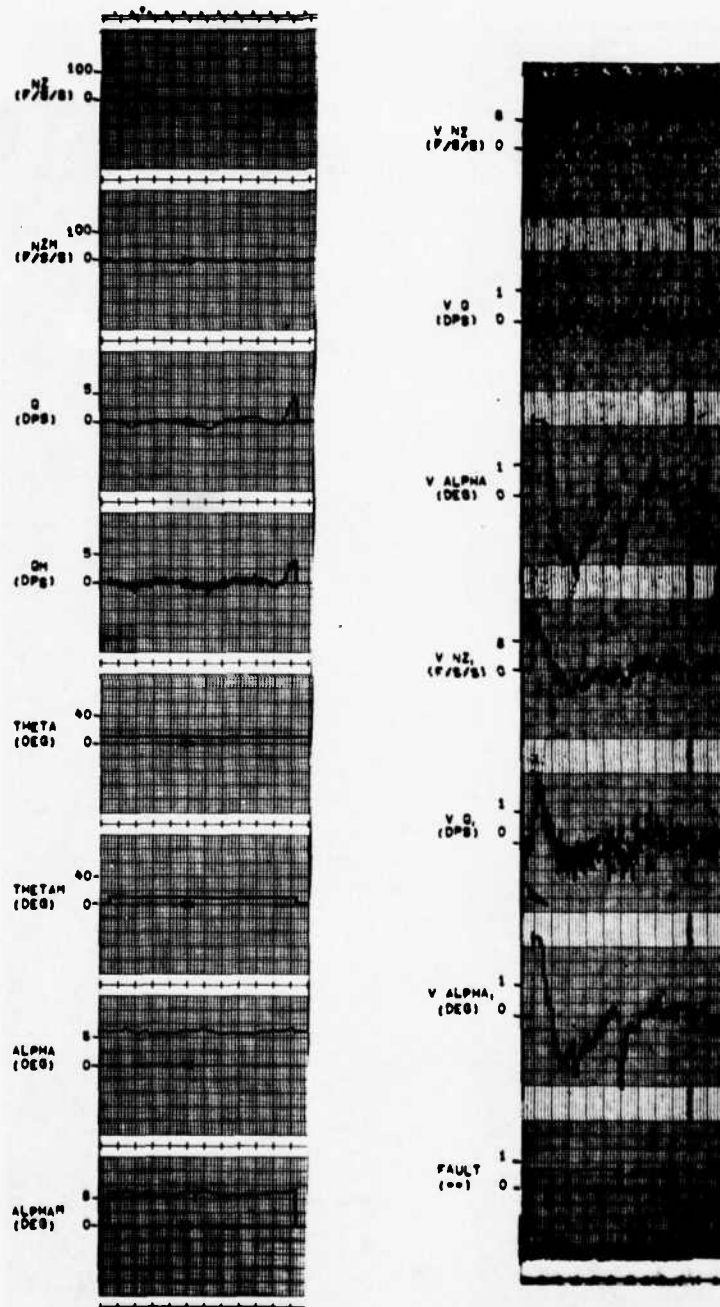 100
NZ
(F/S/S) 0
100
NZM
(F/S/S) 0
5
Q
(DPS) 0
5
QM
(DPS) 0
40
THETA
(DEG) 0
40
THETAM
(DEG) 0
5
ALPHA
(DEG) 0
5
ALPHAM
(DEG) 0
8
V NZ
(F/S/S) 0
1
V Q
(DPS) 0
1
V ALPHA
(DEG) 0
8
V NZ,
(F/S/S) 0
1
V Q,
(DPS) 0
1
V ALPHA,
(DEG) 0
1
FAULT
0